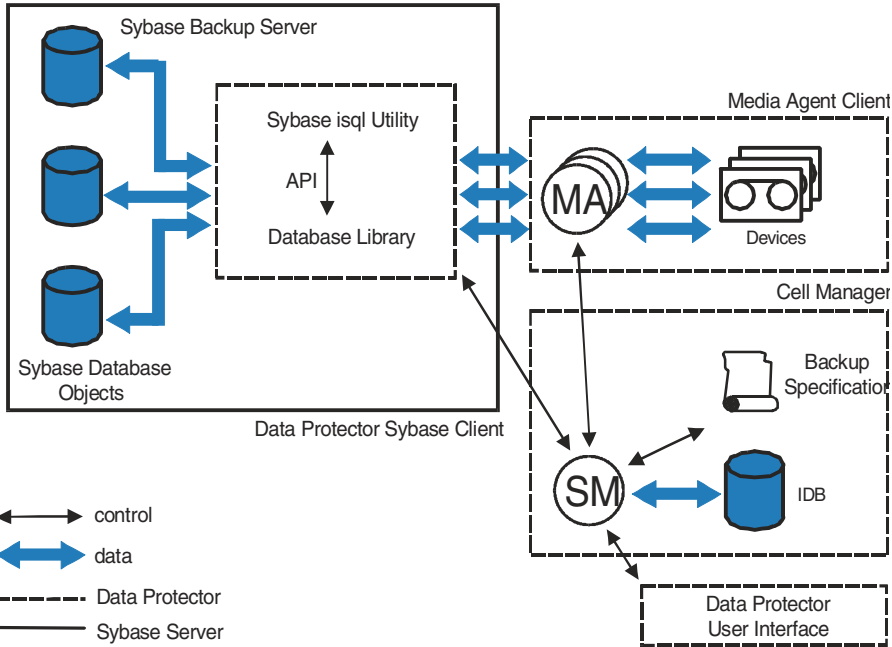 Sybase Backup Server
Sybase isql Utility
API
Database Library
Sybase Database
Objects
Data Protector Sybase Client
Media Agent Client
MA
Devices
Cell Manager
Backup
Specification
SM
IDB
Data Protector
User Interface
control
data
Data Protector
Sybase Server